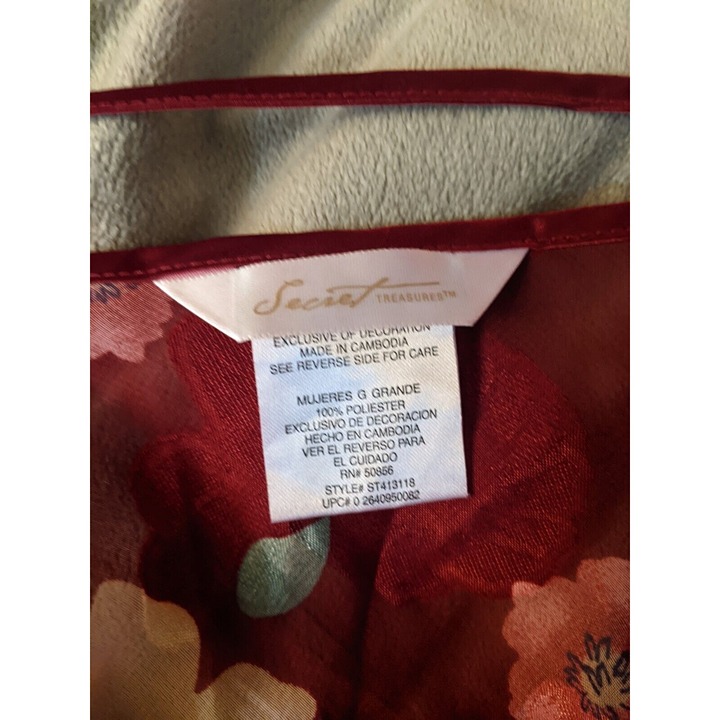 Secret TREASURES™
EXCLUSIVE OF DECORATION
MADE IN CAMBODIA
SEE REVERSE SIDE FOR CARE
MUJERES G GRANDE
100% POLIESTER
EXCLUSIVO DE DECORACION
HECHO EN CAMBODIA
VER EL REVERSO PARA
EL CUIDADO
RN# 50856
STYLE# ST413118
UPC# 0 2640950082